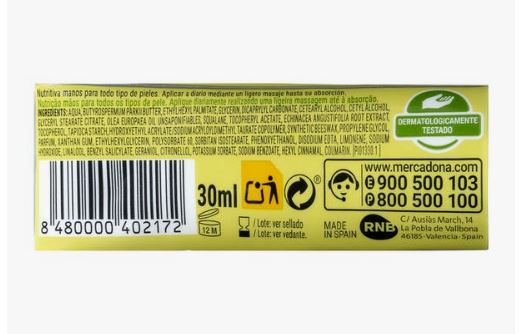 Nutritiva manos para todo tipo de pieles. Aplicar a diario mediante un ligero masaje hasta su absorción.
Nutrição mãos para todos os tipos de pele. Aplique diariamente realizando uma ligeira massagem até à absorção.
INGREDIENTS: AQUA, BUTYROSPERMUM PARKII BUTTER, ETHYLHEXYL PALMITATE, GLYCERIN, DICAPRYLYL CARBONATE, CETEARYL ALCOHOL, CETYL ALCOHOL,
GLYCERYL STEARATE CITRATE, OLEA EUROPAEA OIL UNSAPONIFIABLES, SQUALANE, TOCOPHERYL ACETATE, ECHINACEA ANGUSTIFOLIA ROOT EXTRACT,
TOCOPHEROL, TAPIOCA STARCH, HYDROXYETHYL ACRYLATE/SODIUM ACRYLOYLDIMETHYL TAURATE COPOLYMER, SYNTHETIC BEESWAX, PROPYLENE GLYCOL,
PARFUM, XANTHAN GUM, ETHYLHEXYLGLYCERIN, POLYSORBATE 60, SORBITAN ISOSTEARATE, PHENOXYETHANOL, DISODIUM EDTA, LIMONENE, SODIUM
HYDROXIDE, LINALOOL, BENZYL SALICYLATE, GERANIOL, CITRONELLOL, POTASSIUM SORBATE, SODIUM BENZOATE, HEXYL CINNAMAL, COUMARIN.
DERMATOLOGICAMENTE
TESTADO
8 480000 402172
30ml
12 M
/ Lote: ver sellado
/ Lote: ver vedante.
MADE
IN SPAIN
www.mercadona.com
E 900 500 103
P 800 500 100
RNB
C/ Ausiàs March, 14
La Pobla de Vallbona
46185-Valencia-Spain